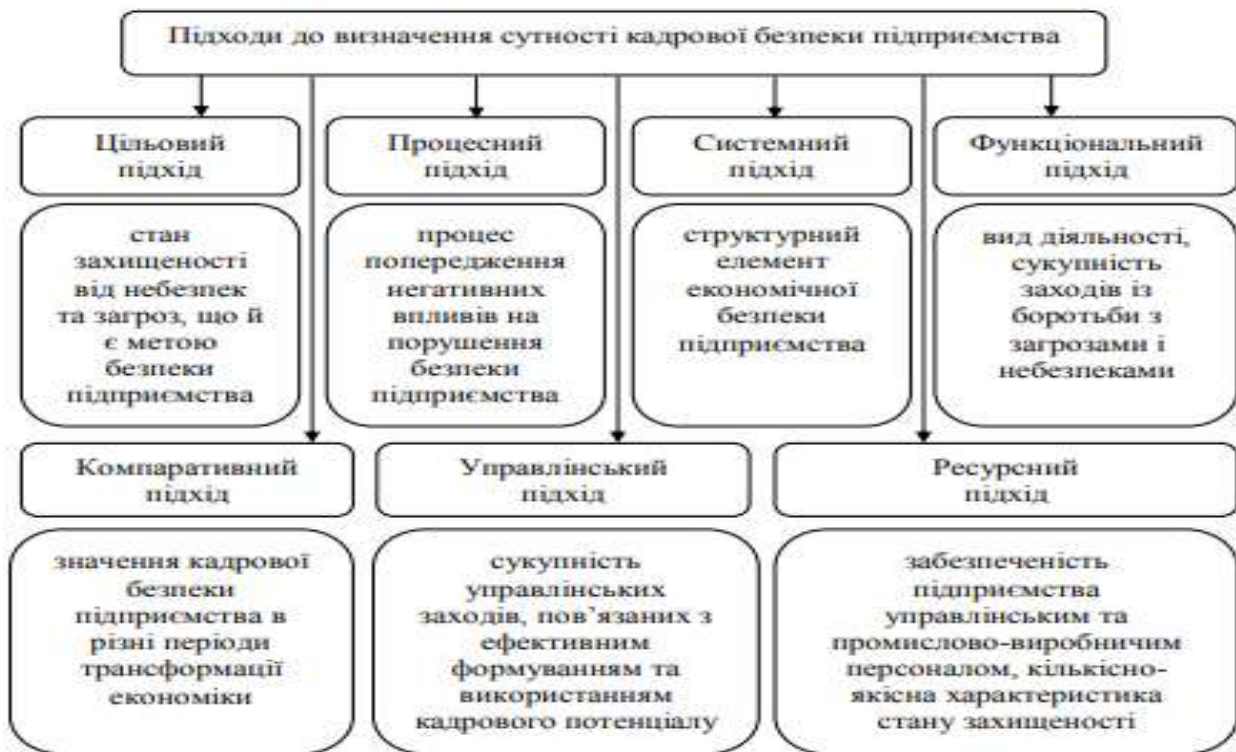 Підходи до визначення сутності кадрової безпеки підприємства
Цільовий
підхід
Процесний
підхід
Системний
підхід
Функціональний
підхід
стан
захищеності
від небезпек
та загроз, що й
є метою
безпеки
підприємства
процес
попередження
негативних
впливів на
порушення
безпеки
підприємства
структурний
елемент
економічної
безпеки
підприємства
вид діяльності,
сукупність
заходів із
боротьби з
загрозами і
небезпеками
Компаративний
підхід
Управлінський
підхід
Ресурсний
підхід
значення кадрової
безпеки
підприємства в
різні періоди
трансформації
економіки
сукупність
управлінських
заходів, пов’язаних з
ефективним
формуванням та
використанням
кадрового потенціалу
забезпеченість
підприємства
управлінським та
промислово-виробничим
персоналом, кількісно-
якісна характеристика
стану захищеності